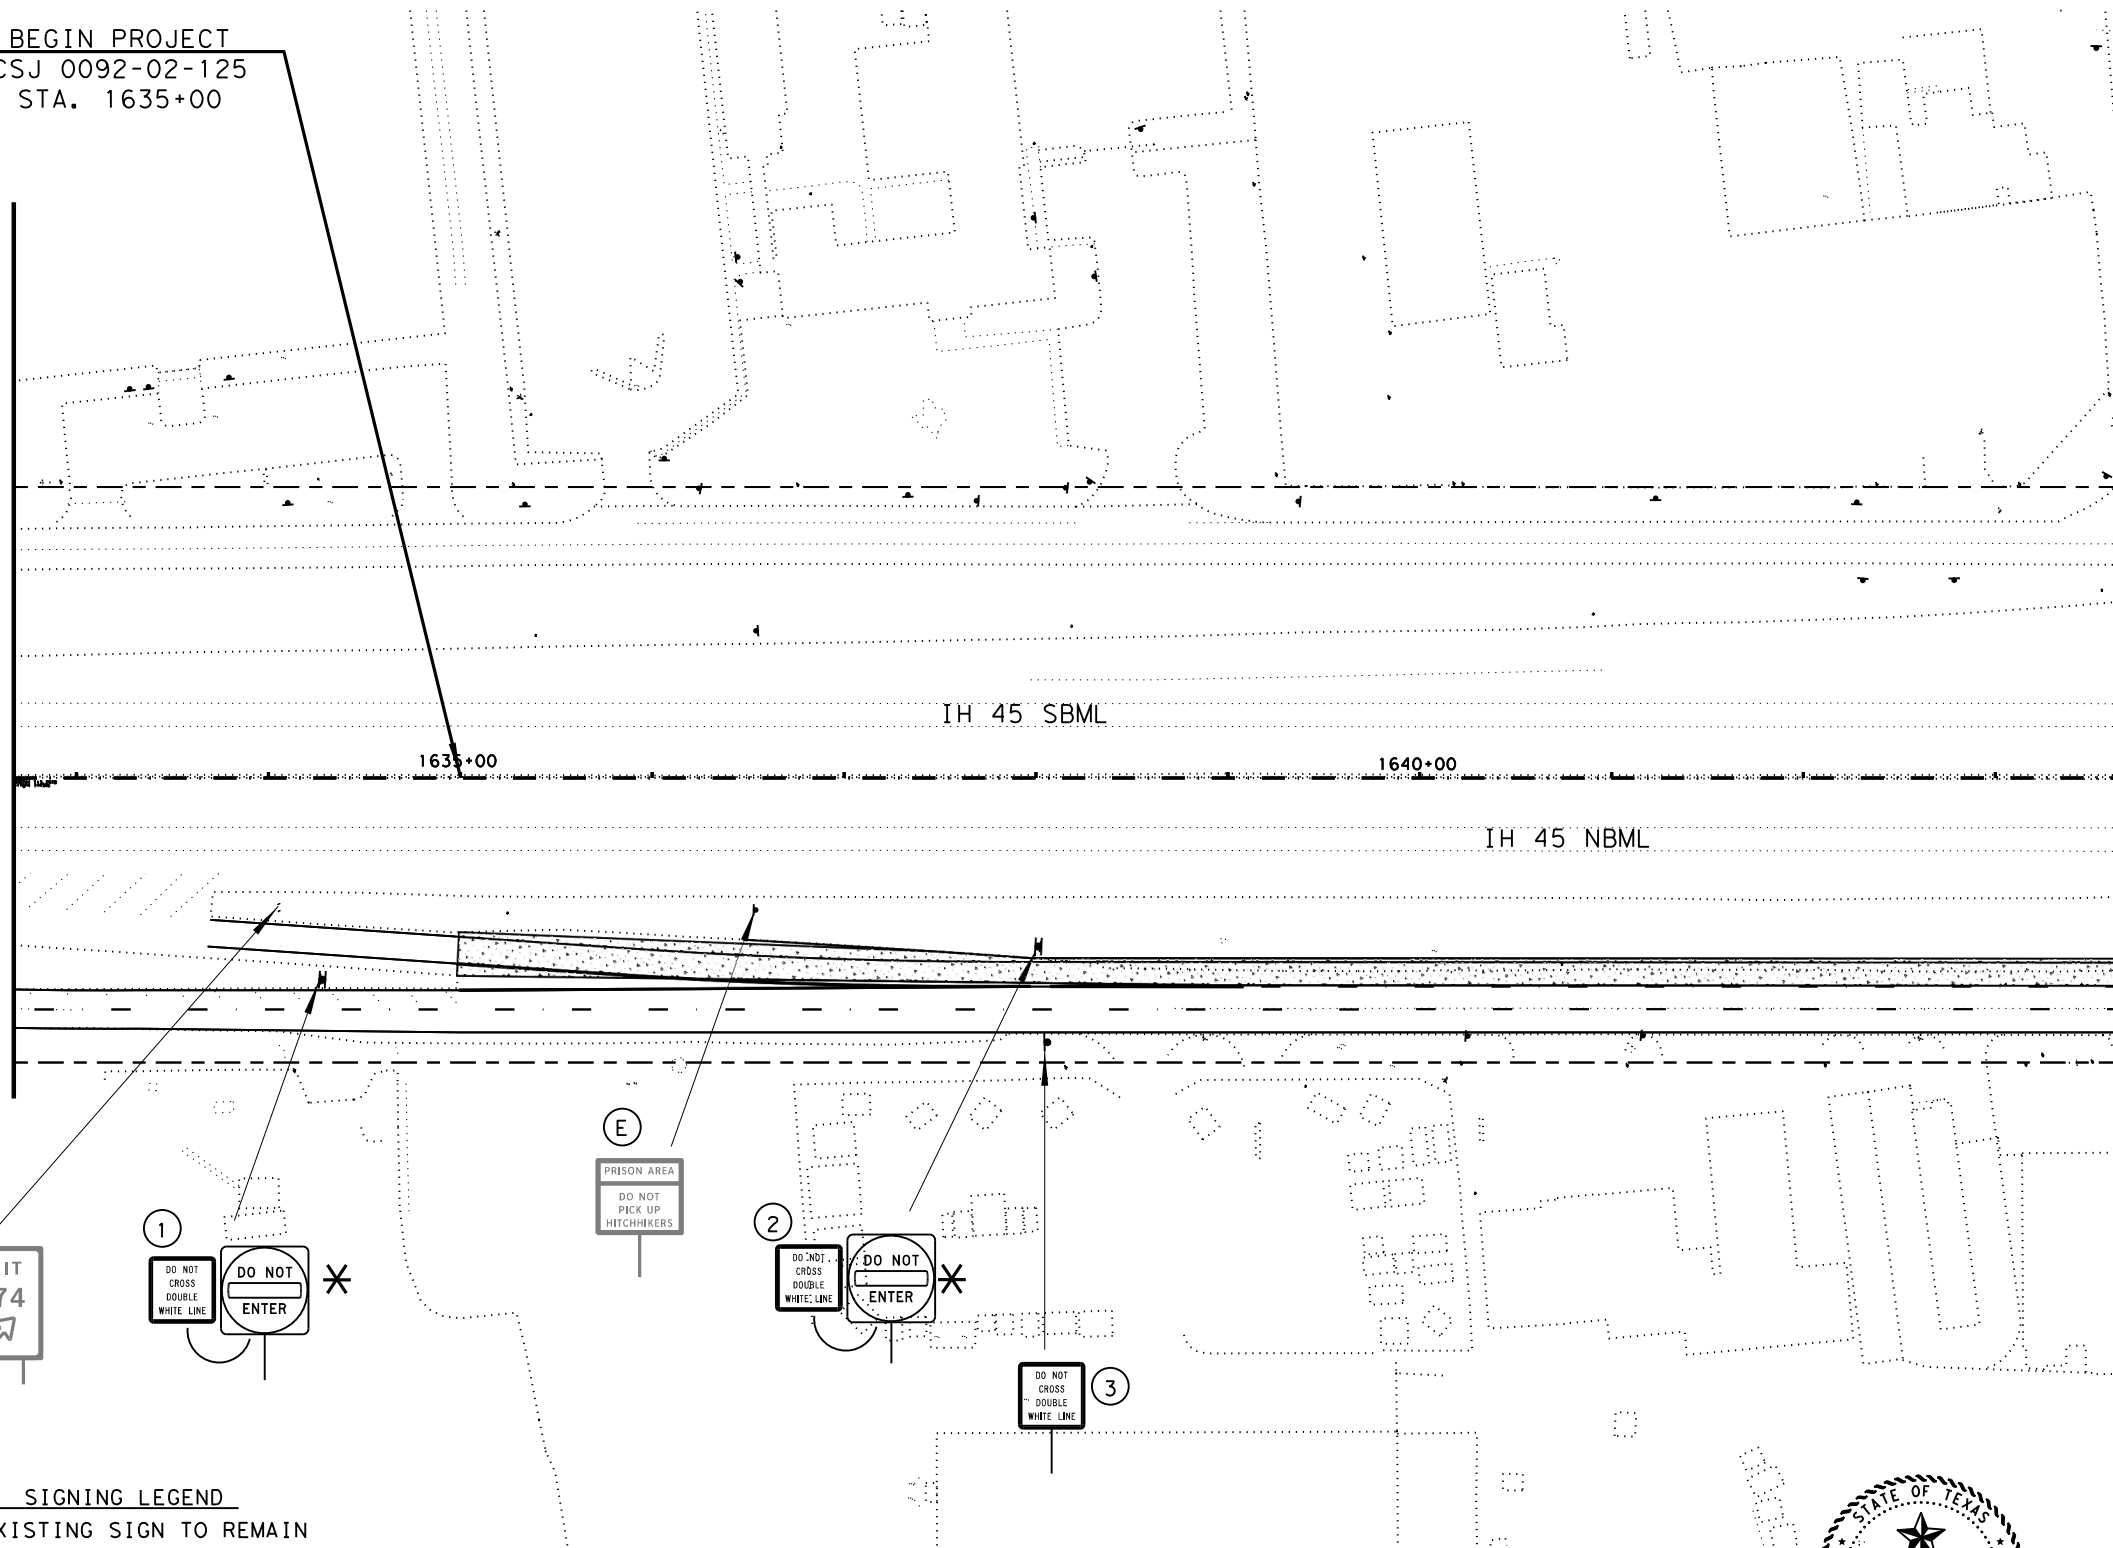 BEGIN PROJECT
CSJ 0092-02-125
STA. 1635+00
IH 45 SBML
1635+00
1640+00
IH 45 NBML
E
PRISON AREA
DO NOT
PICK UP
HITCHHIKERS
1
DO NOT
CROSS
DOUBLE
WHITE LINE
DO NOT
ENTER
2
DO NOT
CROSS
DOUBLE
WHITE LINE
DO NOT
ENTER
IT
74
3
DO NOT
CROSS
DOUBLE
WHITE LINE
SIGNING LEGEND
XISTING SIGN TO REMAIN
STATE OF TEXAS